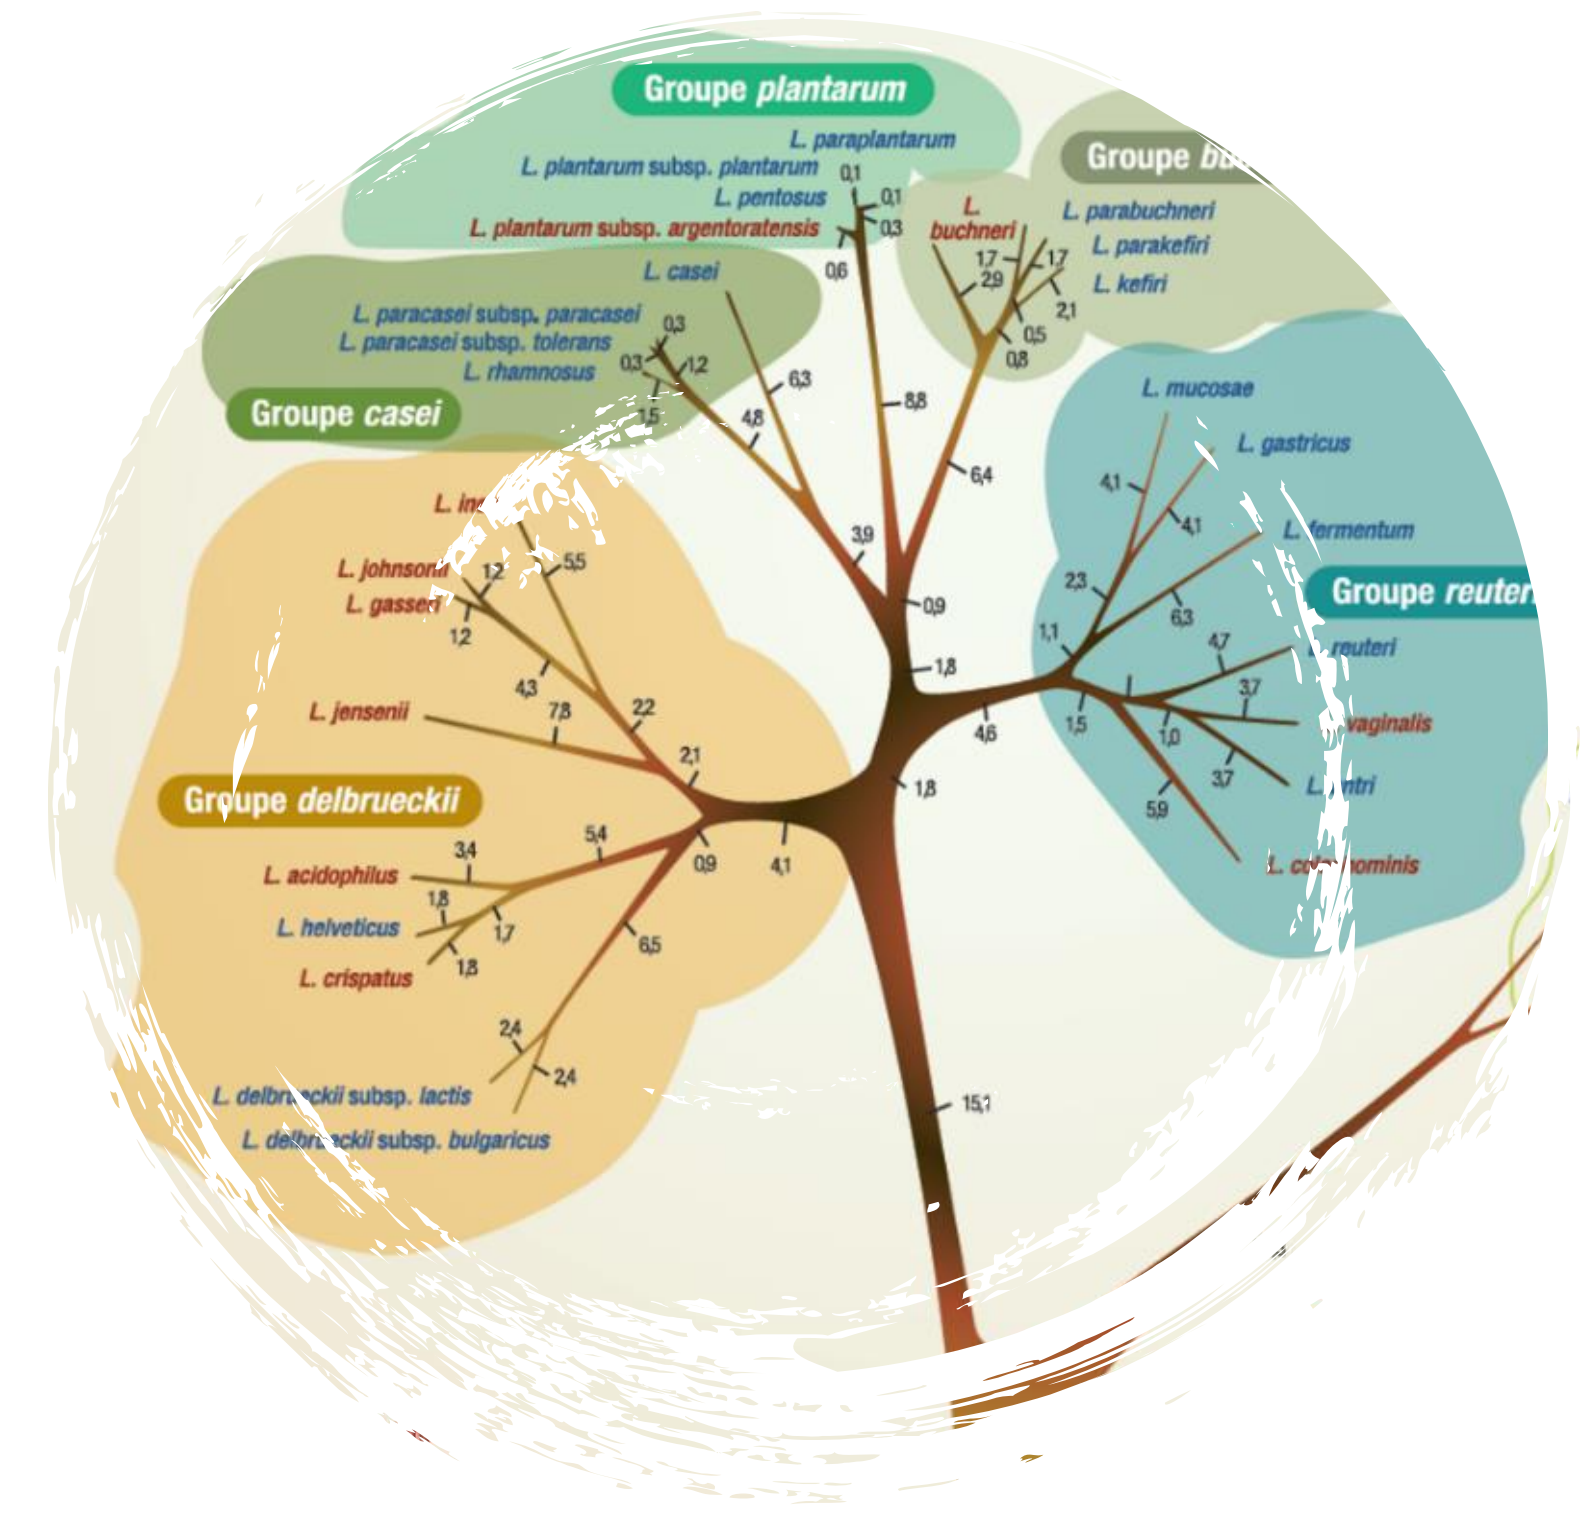 Groupe plantarum
L. paraplantarum
L. plantarum subsp. plantarum
0,1
L. pentosus
0,1
L. plantarum subsp. argentoratensis
0,3
0,6
8,8
Groupe
L.
buchneri
L. parabuchneri
L. parakefiri
L. kefiri
1,7
1,7
2,9
2,1
0,5
0,8
6,4
L. casei
L. paracasei subsp. paracasei
L. paracasei subsp. tolerans
L. rhamnosus
0,3
0,3
1,2
1,5
6,3
4,8
3,9
Groupe casei
0,9
1,8
L. mucosae
L. gastricus
4,1
4,1
L. fermentum
2,3
6,3
1,1
Groupe reuteri
4,7
reuteri
3,7
vaginalis
4,6
1,5
1,0
3,7
L.
5,9
L.
L.
5,5
L. johnsonii
1,2
L. gasseri
1,2
4,3
L. jensenii
7,8
2,2
2,1
Groupe delbrueckii
5,4
0,9
4,1
1,8
3,4
L. acidophilus
1,8
L. helveticus
1,7
1,8
L. crispatus
6,5
2,4
2,4
L. delbrueckii subsp. lactis
L. delbrueckii subsp. bulgaricus
15,1